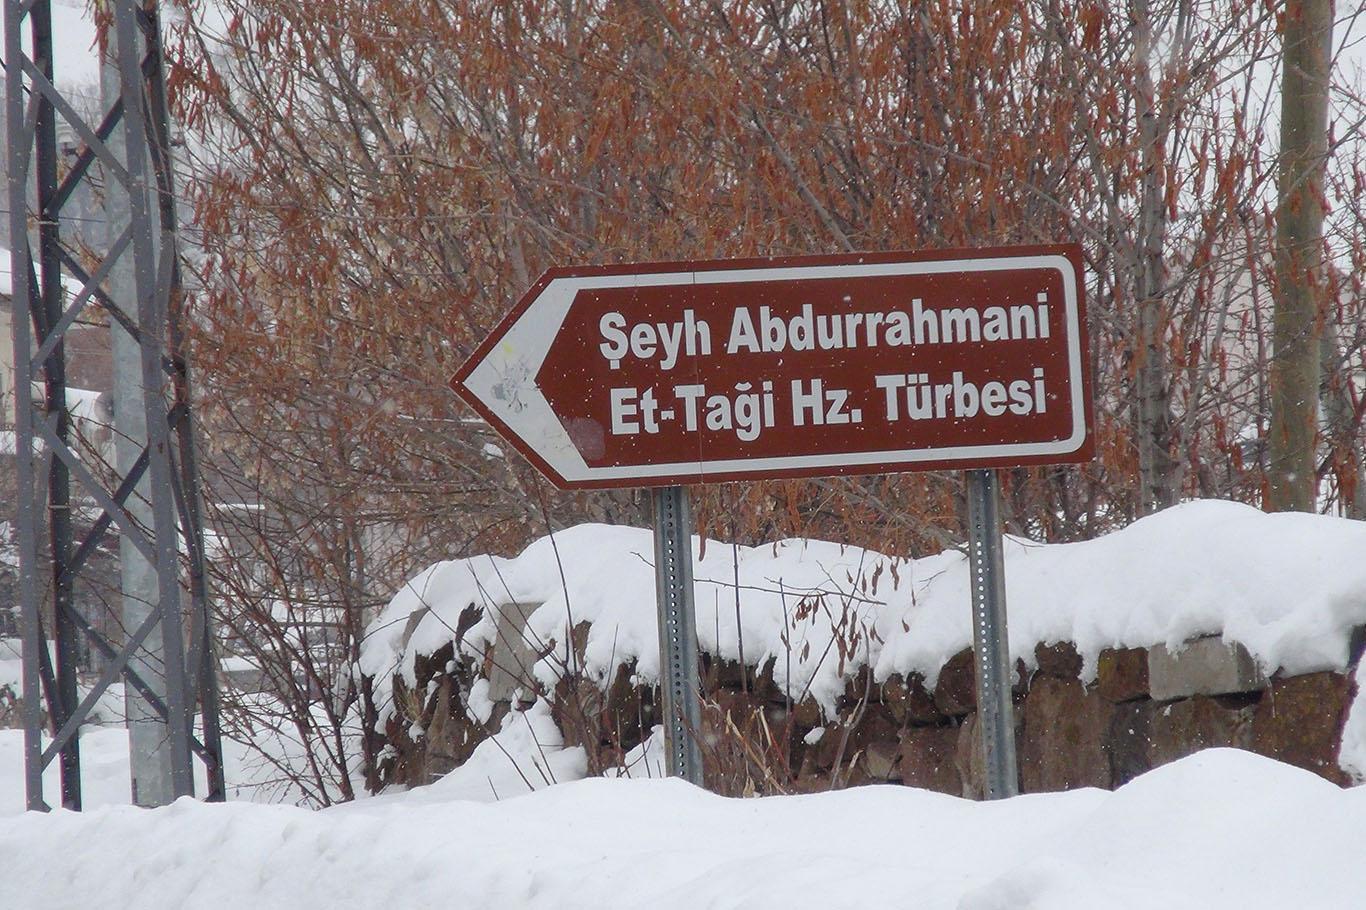 Şeyh Abdurrahmani
Et-Taği Hz. Türbesi